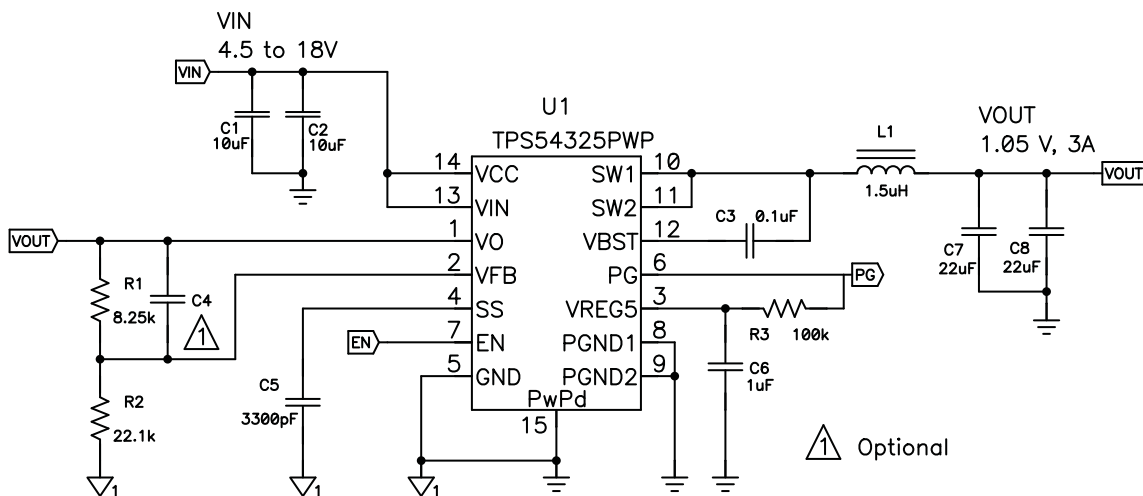 VIN
4.5 to 18V
VIN
C1
10uF
C2
10uF
U1
TPS54325PWP
14 VCC SW1 10
13 VIN SW2 11
1 VO VBST 12
2 VFB PG 6
4 SS VREG5 3
7 EN PGND1 8
5 GND PGND2 9
PwPd
15
L1
1.5uH
VOUT
1.05 V, 3A
VOUT
C3 0.1uF
C7
22uF
C8
22uF
PG
R3
100k
C6
1uF
VOUT
R1
8.25k
C4
1
R2
22.1k
C5
3300pF
EN
1
1
1
1 Optional